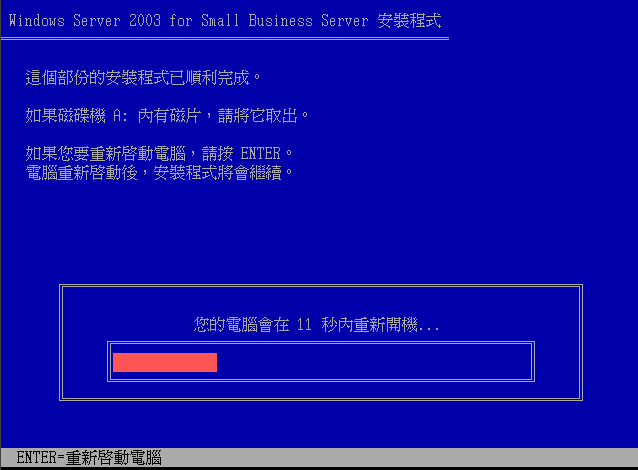 Windows Server 2003 for Small Business Server 安裝程式
這個部份的安裝程式已順利完成。
如果磁碟機 A: 內有磁片，請將它取出。
如果您要重新啟動電腦，請按 ENTER。
電腦重新啟動後，安裝程式將會繼續。
您的電腦會在 11 秒內重新開機...
ENTER=重新啟動電腦